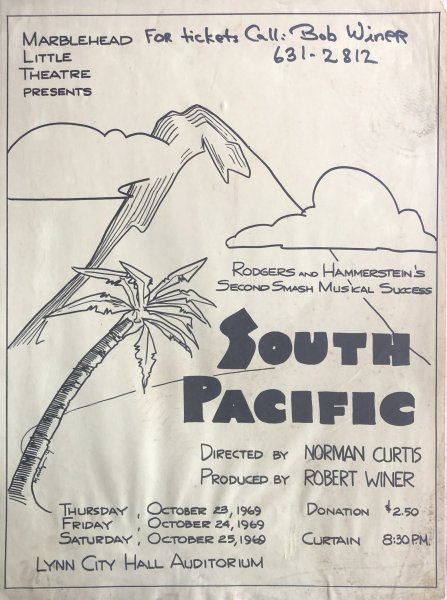 MARBLEHEAD
LITTLE
THEATRE
PRESENTS
For tickets Call: Bob Winer
631-2812
RODGERS AND HAMMERSTEIN'S
SECOND SMASH MUSICAL SUCCESS
SOUTH
PACIFIC
DIRECTED BY NORMAN CURTIS
PRODUCED BY ROBERT WINER
THURSDAY, OCTOBER 23, 1969 DONATION $2.50
FRIDAY, OCTOBER 24, 1969
SATURDAY, OCTOBER 25, 1969 CURTAIN 8:30 P.M.
LYNN CITY HALL AUDITORIUM